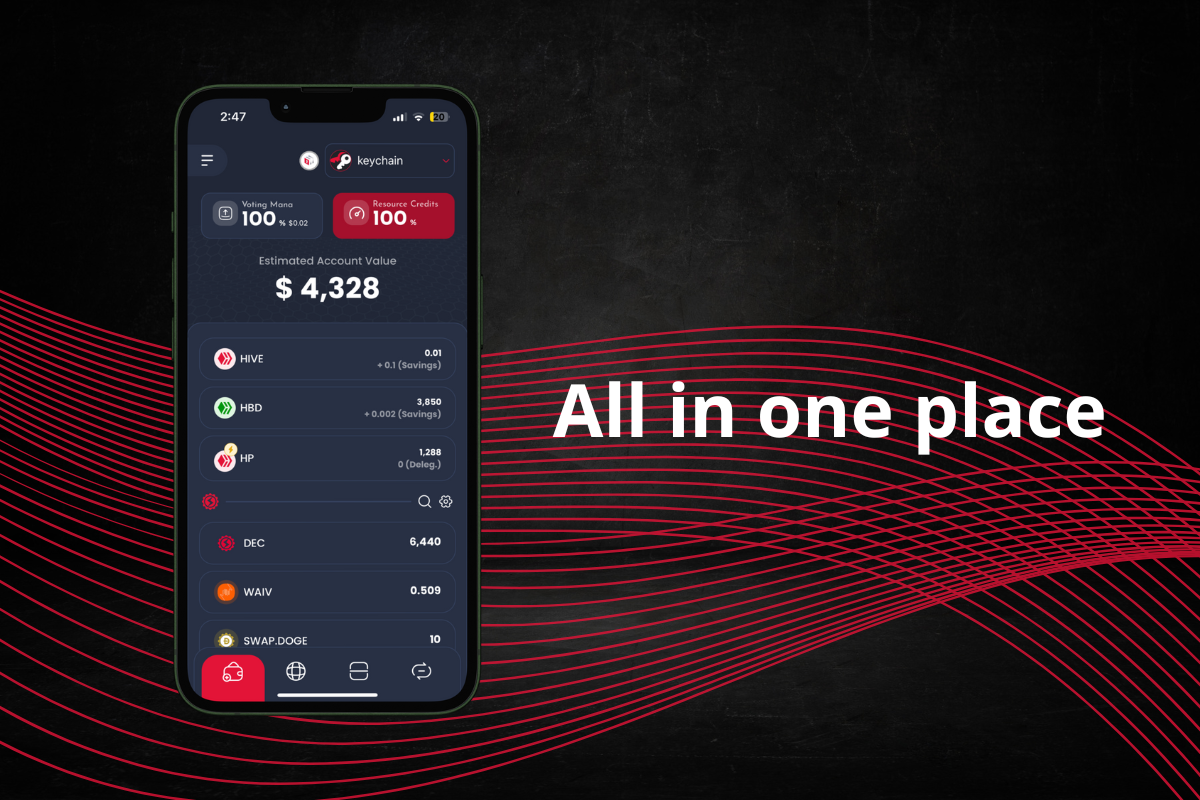 2:47
20
keychain
Voting Mana
100 % $0.02
Resource Credits
100 %
Estimated Account Value
$ 4,328
HIVE
0.01
+ 0.1 (Savings)
HBD
3,850
+ 0.002 (Savings)
HP
1,288
0 (Deleg.)
DEC
6,440
WAIV
0.509
SWAP.DOGE
10
All in one place